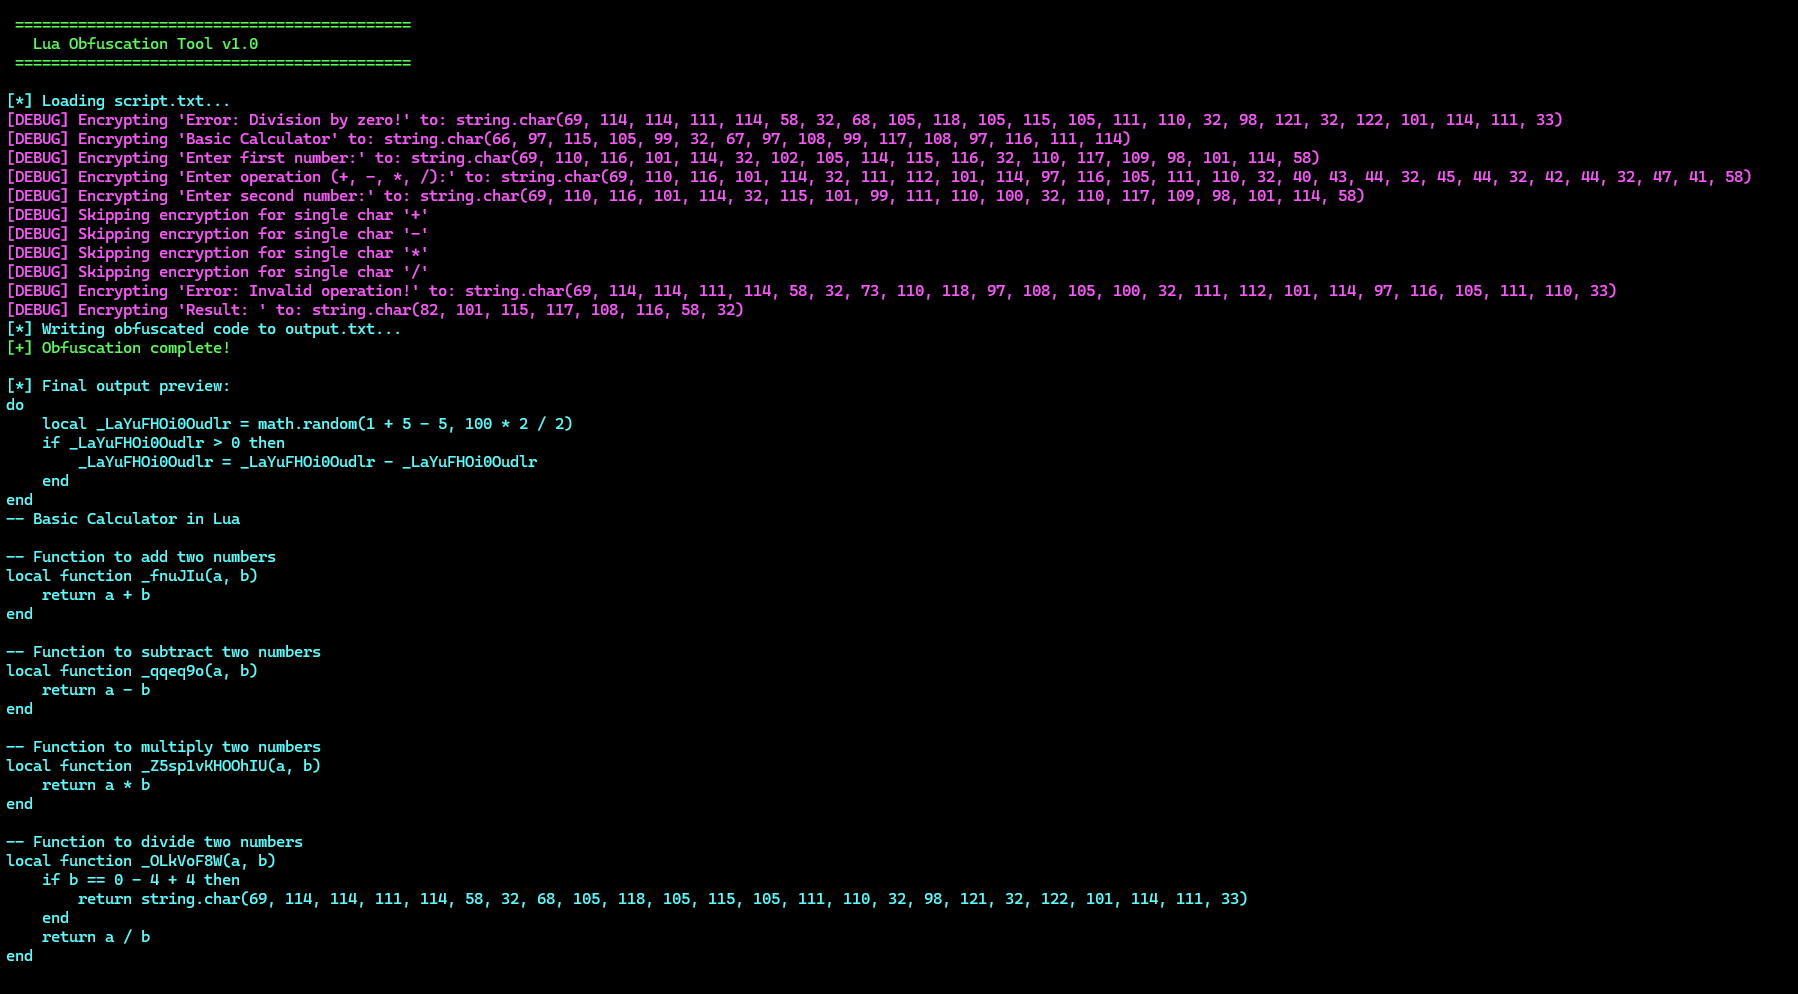 ============================================
Lua Obfuscation Tool v1.0
============================================
[*] Loading script.txt...
[DEBUG] Encrypting 'Error: Division by zero!' to: string.char(69, 114, 114, 111, 114, 58, 32, 68, 105, 118, 105, 115, 105, 111, 110, 32, 98, 121, 32, 122, 101, 114, 111, 33)
[DEBUG] Encrypting 'Basic Calculator' to: string.char(66, 97, 115, 105, 99, 32, 67, 97, 108, 99, 117, 108, 97, 116, 111, 114)
[DEBUG] Encrypting 'Enter first number:' to: string.char(69, 110, 116, 101, 114, 32, 102, 105, 114, 115, 116, 32, 110, 117, 109, 98, 101, 114, 58)
[DEBUG] Encrypting 'Enter operation (+, -, *, /):' to: string.char(69, 110, 116, 101, 114, 32, 111, 112, 101, 114, 97, 116, 105, 111, 110, 32, 40, 43, 44, 32, 45, 44, 32, 42, 44, 32, 47, 41, 58)
[DEBUG] Encrypting 'Enter second number:' to: string.char(69, 110, 116, 101, 114, 32, 115, 101, 99, 111, 110, 100, 32, 110, 117, 109, 98, 101, 114, 58)
[DEBUG] Skipping encryption for single char '+'
[DEBUG] Skipping encryption for single char '-'
[DEBUG] Skipping encryption for single char '*'
[DEBUG] Skipping encryption for single char '/'
[DEBUG] Encrypting 'Error: Invalid operation!' to: string.char(69, 114, 114, 111, 114, 58, 32, 73, 110, 118, 97, 108, 105, 100, 32, 111, 112, 101, 114, 97, 116, 105, 111, 110, 33)
[DEBUG] Encrypting 'Result: ' to: string.char(82, 101, 115, 117, 108, 116, 58, 32)
[*] Writing obfuscated code to output.txt...
[+] Obfuscation complete!
[*] Final output preview:
do
    local _LaYuFHOi0Oudlr = math.random(1 + 5 - 5, 100 * 2 / 2)
    if _LaYuFHOi0Oudlr > 0 then
        _LaYuFHOi0Oudlr = _LaYuFHOi0Oudlr - _LaYuFHOi0Oudlr
    end
end
-- Basic Calculator in Lua
-- Function to add two numbers
local function _fnuJIu(a, b)
    return a + b
end
-- Function to subtract two numbers
local function _qqeq9o(a, b)
    return a - b
end
-- Function to multiply two numbers
local function _Z5sp1vKHOOhIU(a, b)
    return a * b
end
-- Function to divide two numbers
local function _OLkVoF8W(a, b)
    if b == 0 - 4 + 4 then
        return string.char(69, 114, 114, 111, 114, 58, 32, 68, 105, 118, 105, 115, 105, 111, 110, 32, 98, 121, 32, 122, 101, 114, 111, 33)
    end
    return a / b
end